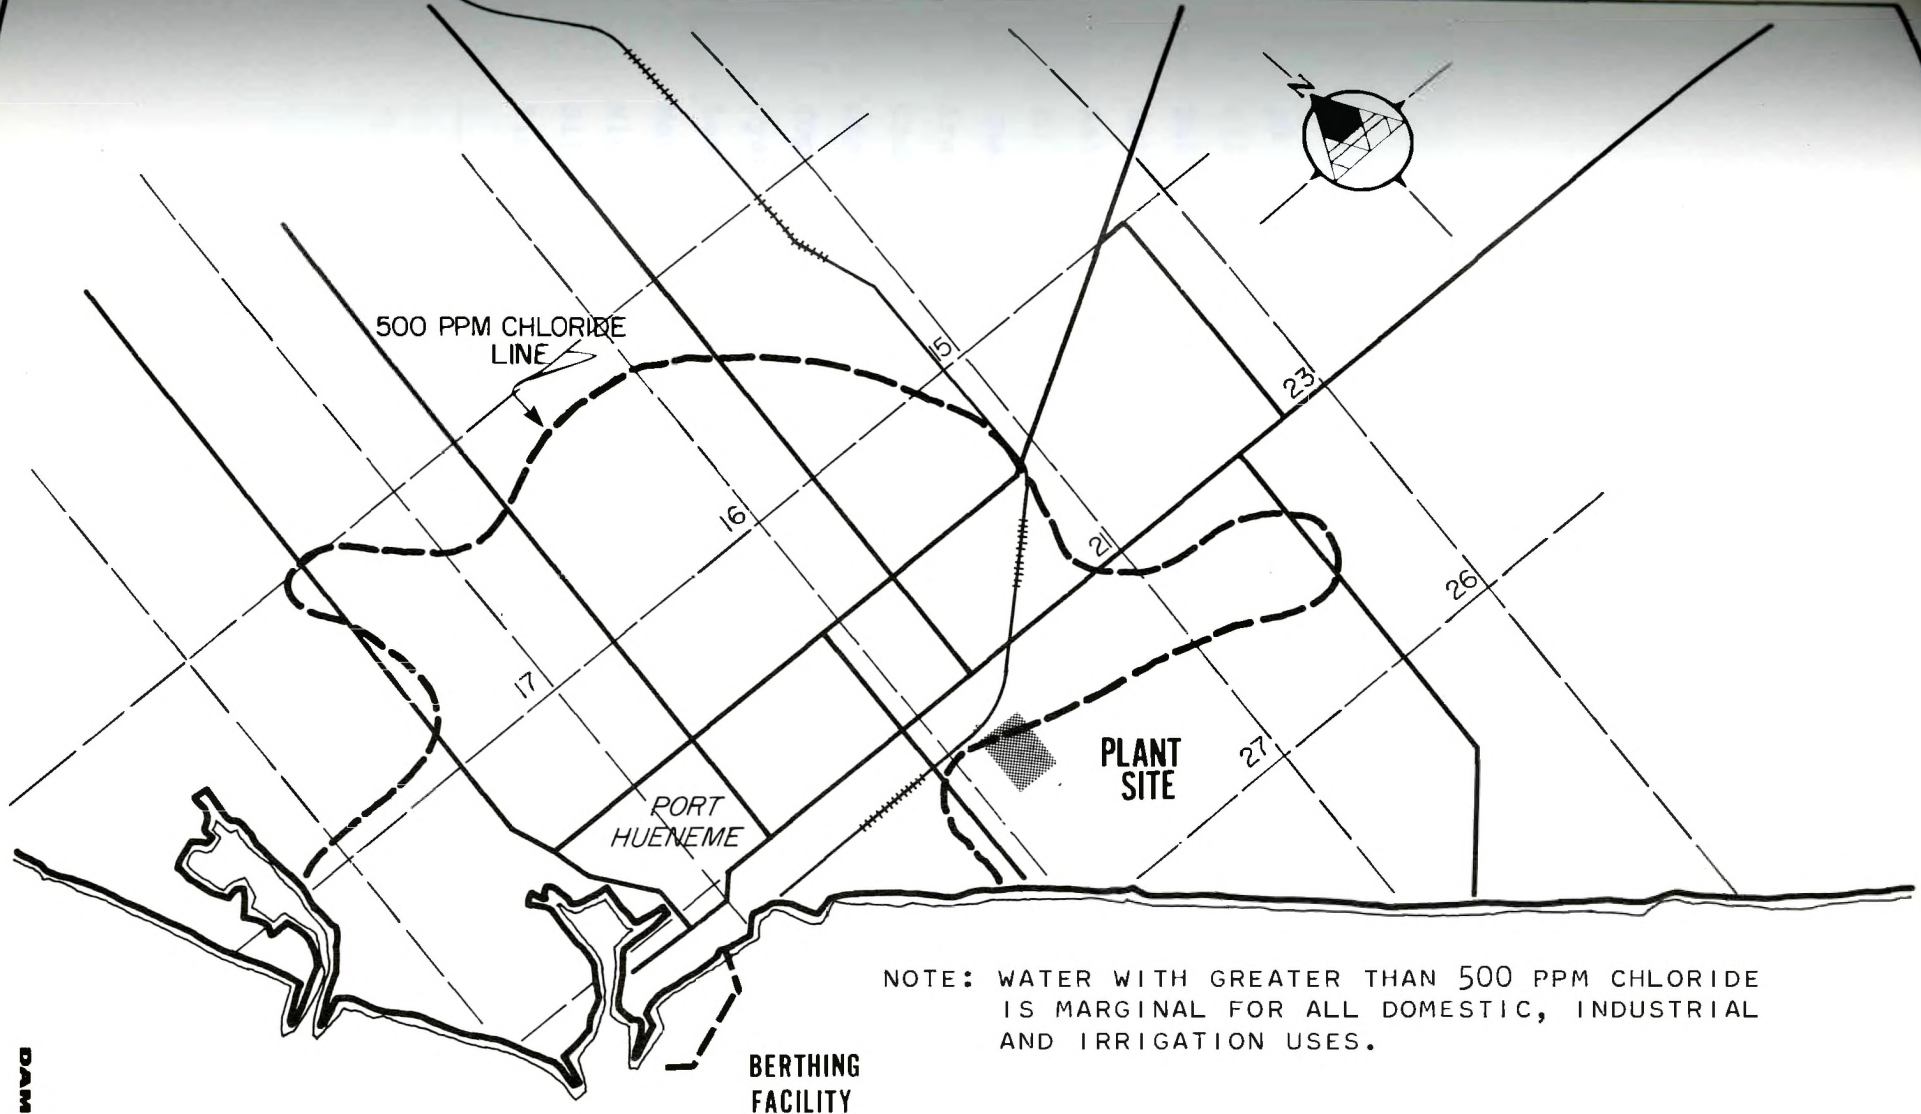 N
500 PPM CHLORIDE
LINE
15
23
16
21
26
17
27
PLANT
SITE
PORT
HUENEME
NOTE: WATER WITH GREATER THAN 500 PPM CHLORIDE
IS MARGINAL FOR ALL DOMESTIC, INDUSTRIAL
AND IRRIGATION USES.
BERTHING
FACILITY
DAM